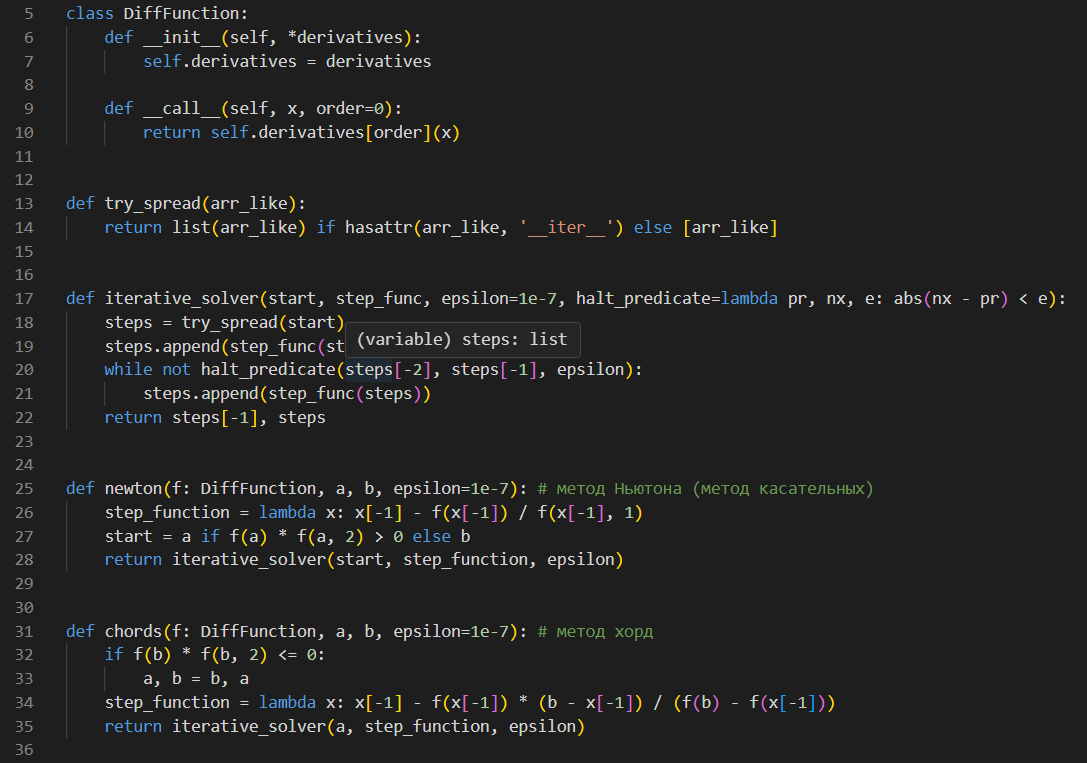 5 class DiffFunction:
6     def __init__(self, *derivatives):
7         self.derivatives = derivatives
8
9     def __call__(self, x, order=0):
10         return self.derivatives[order](x)
11
12
13 def try_spread(arr_like):
14     return list(arr_like) if hasattr(arr_like, '__iter__') else [arr_like]
15
16
17 def iterative_solver(start, step_func, epsilon=1e-7, halt_predicate=lambda pr, nx, e: abs(nx - pr) < e):
18     steps = try_spread(start)
(variable) steps: list
19     steps.append(step_func(st
20     while not halt_predicate(steps[-2], steps[-1], epsilon):
21         steps.append(step_func(steps))
22     return steps[-1], steps
23
24
25 def newton(f: DiffFunction, a, b, epsilon=1e-7): # метод Ньютона (метод касательных)
26     step_function = lambda x: x[-1] - f(x[-1]) / f(x[-1], 1)
27     start = a if f(a) * f(a, 2) > 0 else b
28     return iterative_solver(start, step_function, epsilon)
29
30
31 def chords(f: DiffFunction, a, b, epsilon=1e-7): # метод хорд
32     if f(b) * f(b, 2) <= 0:
33         a, b = b, a
34     step_function = lambda x: x[-1] - f(x[-1]) * (b - x[-1]) / (f(b) - f(x[-1]))
35     return iterative_solver(a, step_function, epsilon)
36